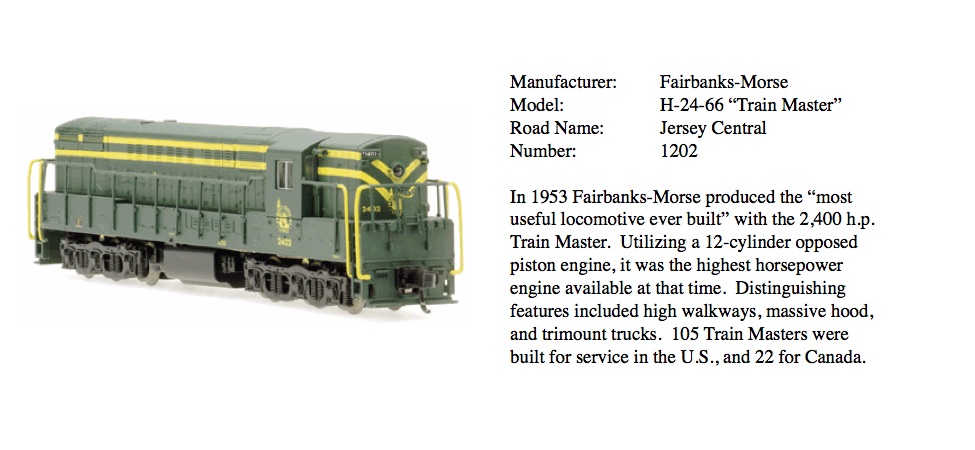 Manufacturer: Fairbanks-Morse
Model: H-24-66 “Train Master”
Road Name: Jersey Central
Number: 1202
In 1953 Fairbanks-Morse produced the “most
useful locomotive ever built” with the 2,400 h.p.
Train Master. Utilizing a 12-cylinder opposed
piston engine, it was the highest horsepower
engine available at that time. Distinguishing
features included high walkways, massive hood,
and trimount trucks. 105 Train Masters were
built for service in the U.S., and 22 for Canada.
2402
2402